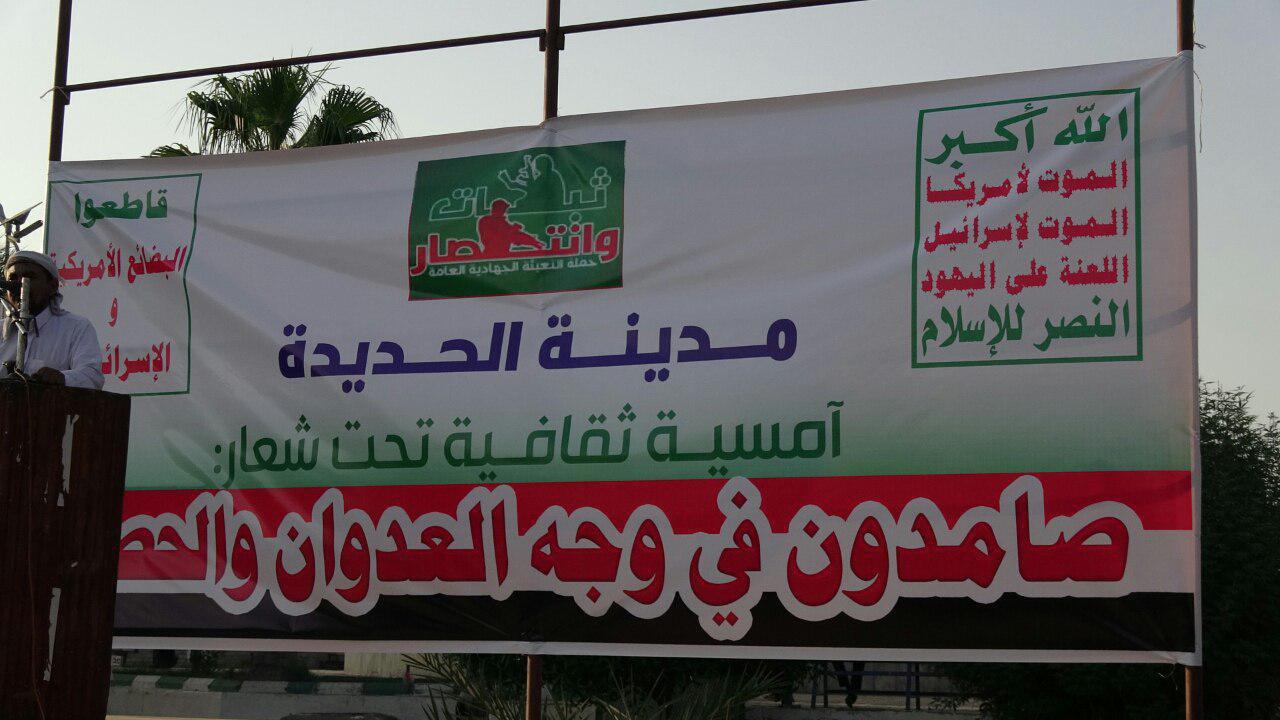 الله أكبر
الموت لأمريكا
الموت لإسرائيل
اللعنة على اليهود
النصر للإسلام
ثبات
وانتصار
حملة التعبئة الجهادية العامة
قاطعوا
البضائع الأمريكية
و
مدينة الحديدة
آمسية ثقافية تحت شعار:
صامدون في وجه العدوان